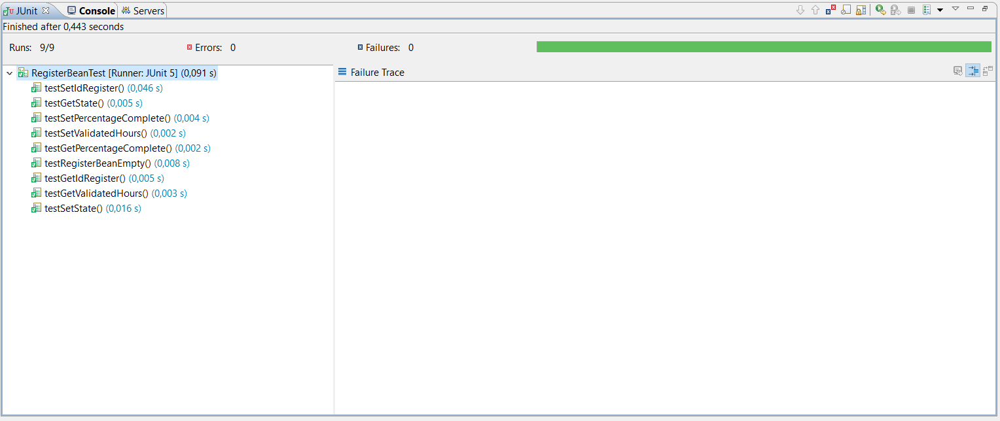 JUnit Console Servers
Finished after 0,443 seconds
Runs: 9/9 Errors: 0 Failures: 0
RegisterBeanTest [Runner: JUnit 5] (0,091 s)
Failure Trace
testSetIdRegister() (0,046 s)
testGetState() (0,005 s)
testSetPercentageComplete() (0,004 s)
testSetValidatedHours() (0,002 s)
testGetPercentageComplete() (0,002 s)
testRegisterBeanEmpty() (0,008 s)
testGetIdRegister() (0,005 s)
testGetValidatedHours() (0,003 s)
testSetState() (0,016 s)